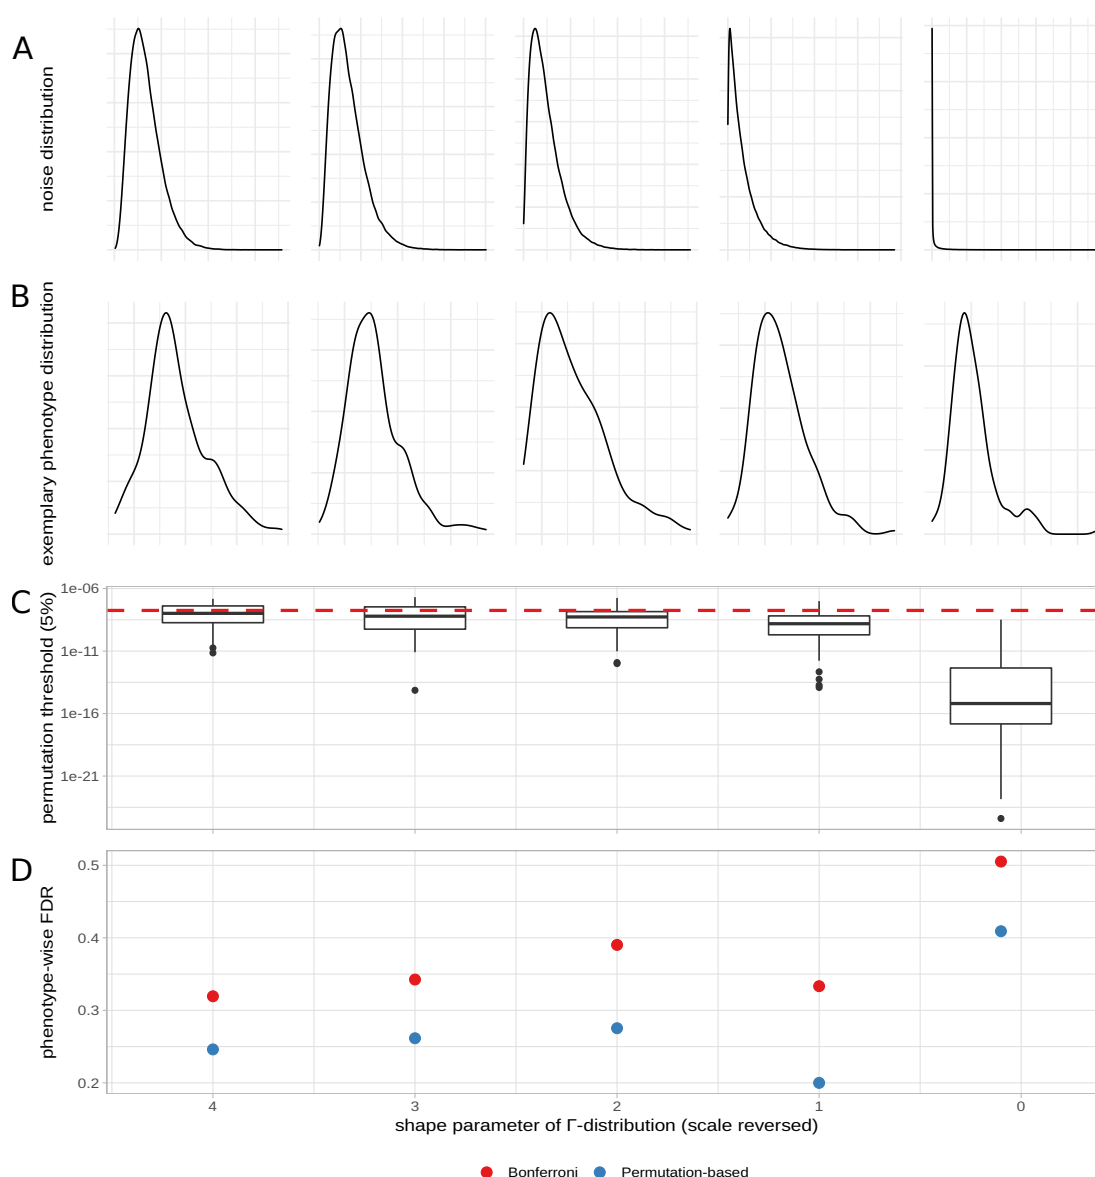 A
noise distribution
B
exemplary phenotype distribution
C
permutation threshold (5%)
1e-06
1e-11
1e-16
1e-21
D
phenotype-wise FDR
0.5
0.4
0.3
0.2
4 3 2 1 0
shape parameter of Γ-distribution (scale reversed)
Bonferroni Permutation-based